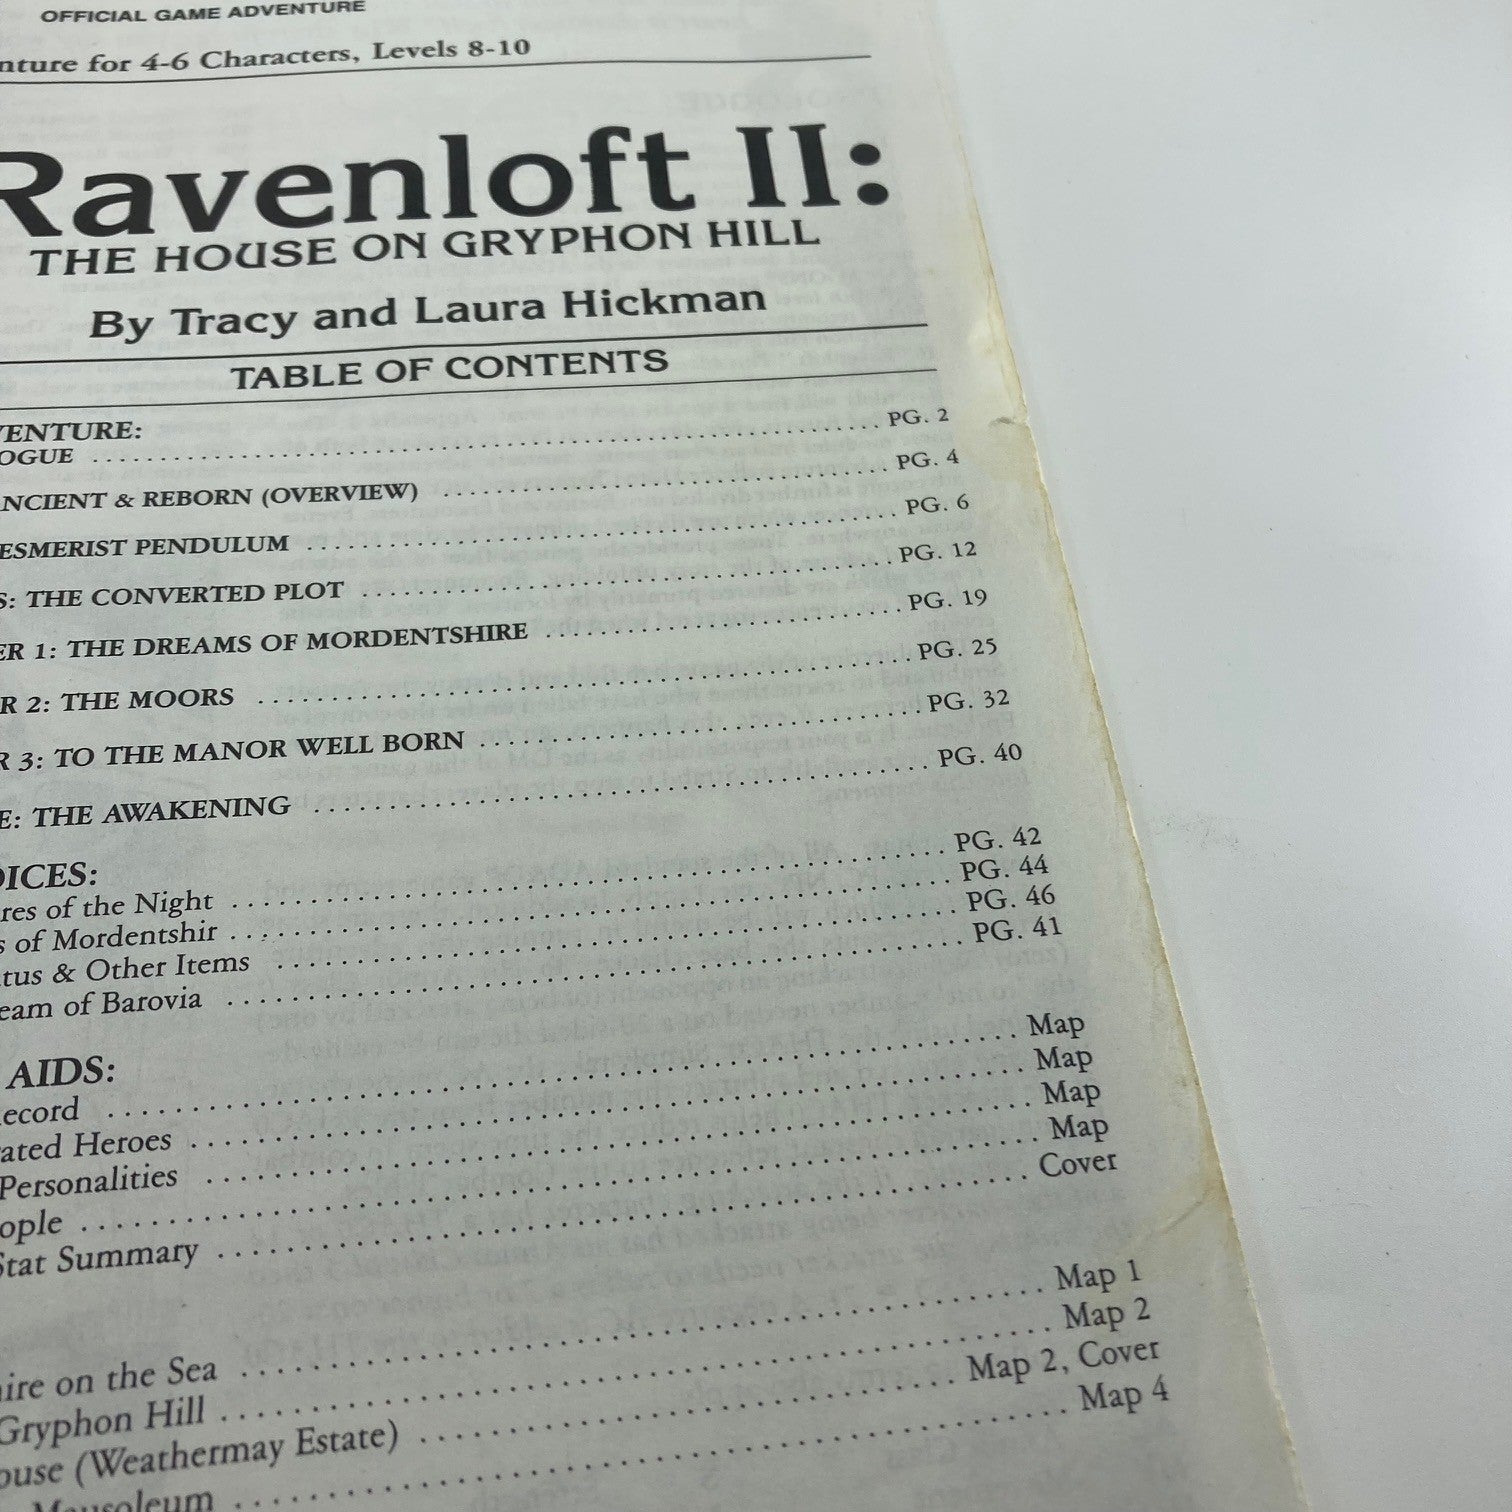 OFFICIAL GAME ADVENTURE
nture for 4-6 Characters, Levels 8-10
Ravenloft II:
THE HOUSE ON GRYPHON HILL
By Tracy and Laura Hickman
TABLE OF CONTENTS
VENTURE:
OGUE .......... PG. 2
NCIENT & REBORN (OVERVIEW) .......... PG. 4
ESMERIST PENDULUM .......... PG. 6
S: THE CONVERTED PLOT .......... PG. 12
ER 1: THE DREAMS OF MORDENTSHIRE .......... PG. 19
R 2: THE MOORS .......... PG. 25
R 3: TO THE MANOR WELL BORN .......... PG. 32
E: THE AWAKENING .......... PG. 40
DICES:
res of the Night .......... PG. 42
s of Mordentshir .......... PG. 44
tus & Other Items .......... PG. 46
eam of Barovia .......... PG. 41
AIDS:
ecord .......... Map
ated Heroes .......... Map
Personalities .......... Map
ople .......... Map
Stat Summary .......... Cover
ire on the Sea .......... Map 1
Gryphon Hill .......... Map 2
ouse (Weathermay Estate) .......... Map 2, Cover
Mausoleum .......... Map 4